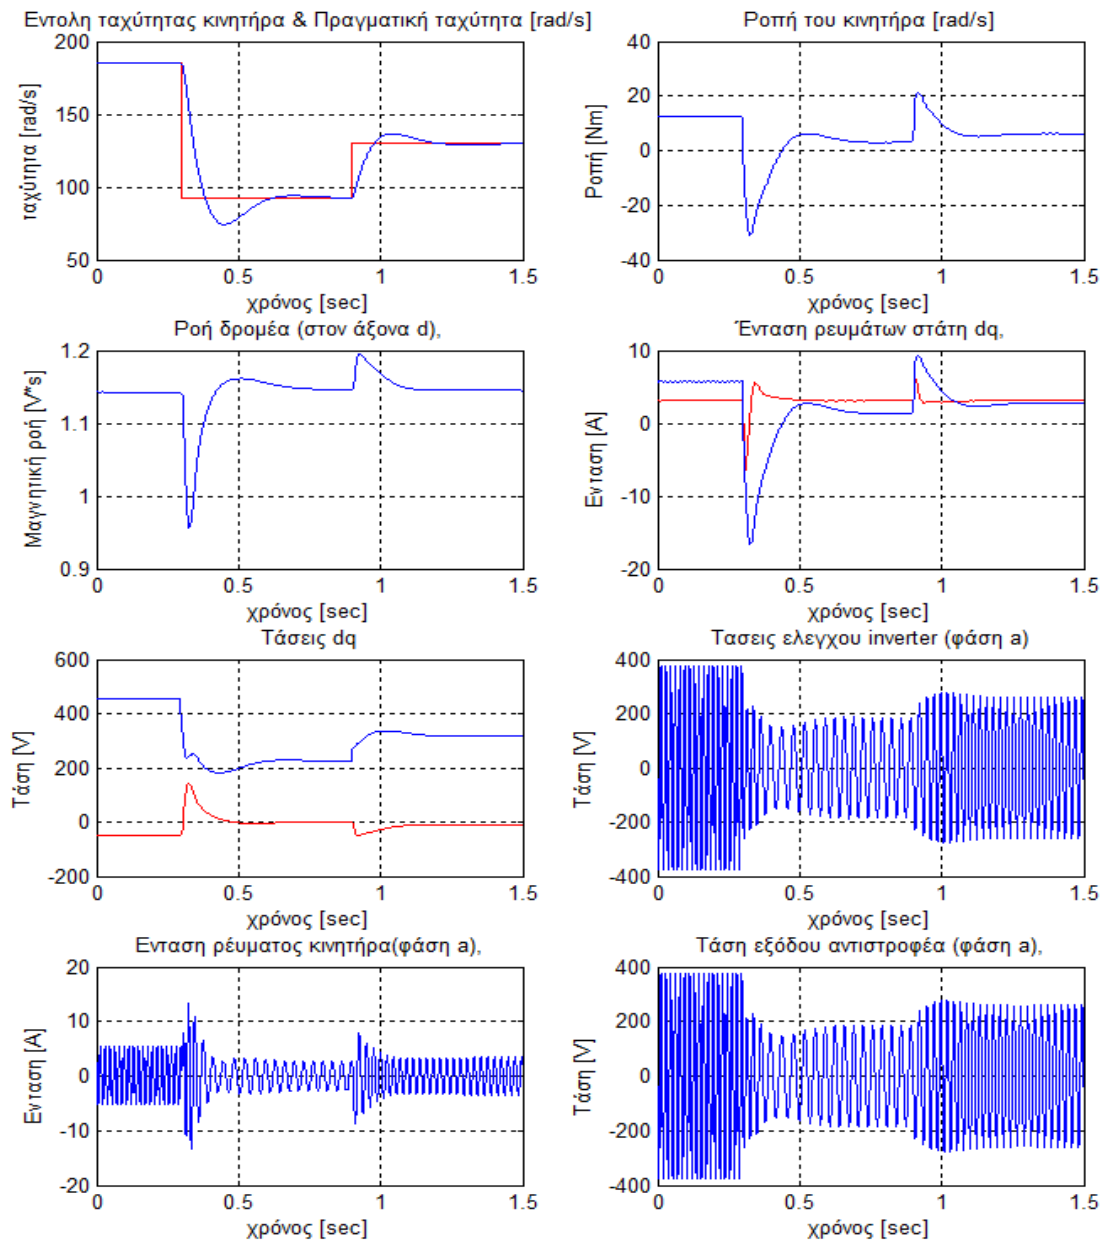 Εντολη ταχύτητας κινητήρα & Πραγματική ταχύτητα [rad/s]
200
150
100
50
ταχύτητα [rad/s]
0 0.5 1 1.5
χρόνος [sec]
Ροπή του κινητήρα [rad/s]
40
20
0
-20
-40
Ροπή [Nm]
0 0.5 1 1.5
χρόνος [sec]
Ροή δρομέα (στον άξονα d),
1.2
1.1
1
0.9
Μαγνητική ροή [V*s]
0 0.5 1 1.5
χρόνος [sec]
Ένταση ρευμάτων στάτη dq,
10
0
-10
-20
Ενταση [A]
0 0.5 1 1.5
χρόνος [sec]
Τάσεις dq
600
400
200
0
-200
Τάση [V]
0 0.5 1 1.5
χρόνος [sec]
Τασεις ελεγχου inverter (φάση a)
400
200
0
-200
-400
Τάση [V]
0 0.5 1 1.5
χρόνος [sec]
Ενταση ρέυματος κινητήρα(φάση a),
20
10
0
-10
-20
Ενταση [A]
0 0.5 1 1.5
χρόνος [sec]
Τάση εξόδου αντιστροφέα (φάση a),
400
200
0
-200
-400
Τάση [V]
0 0.5 1 1.5
χρόνος [sec]